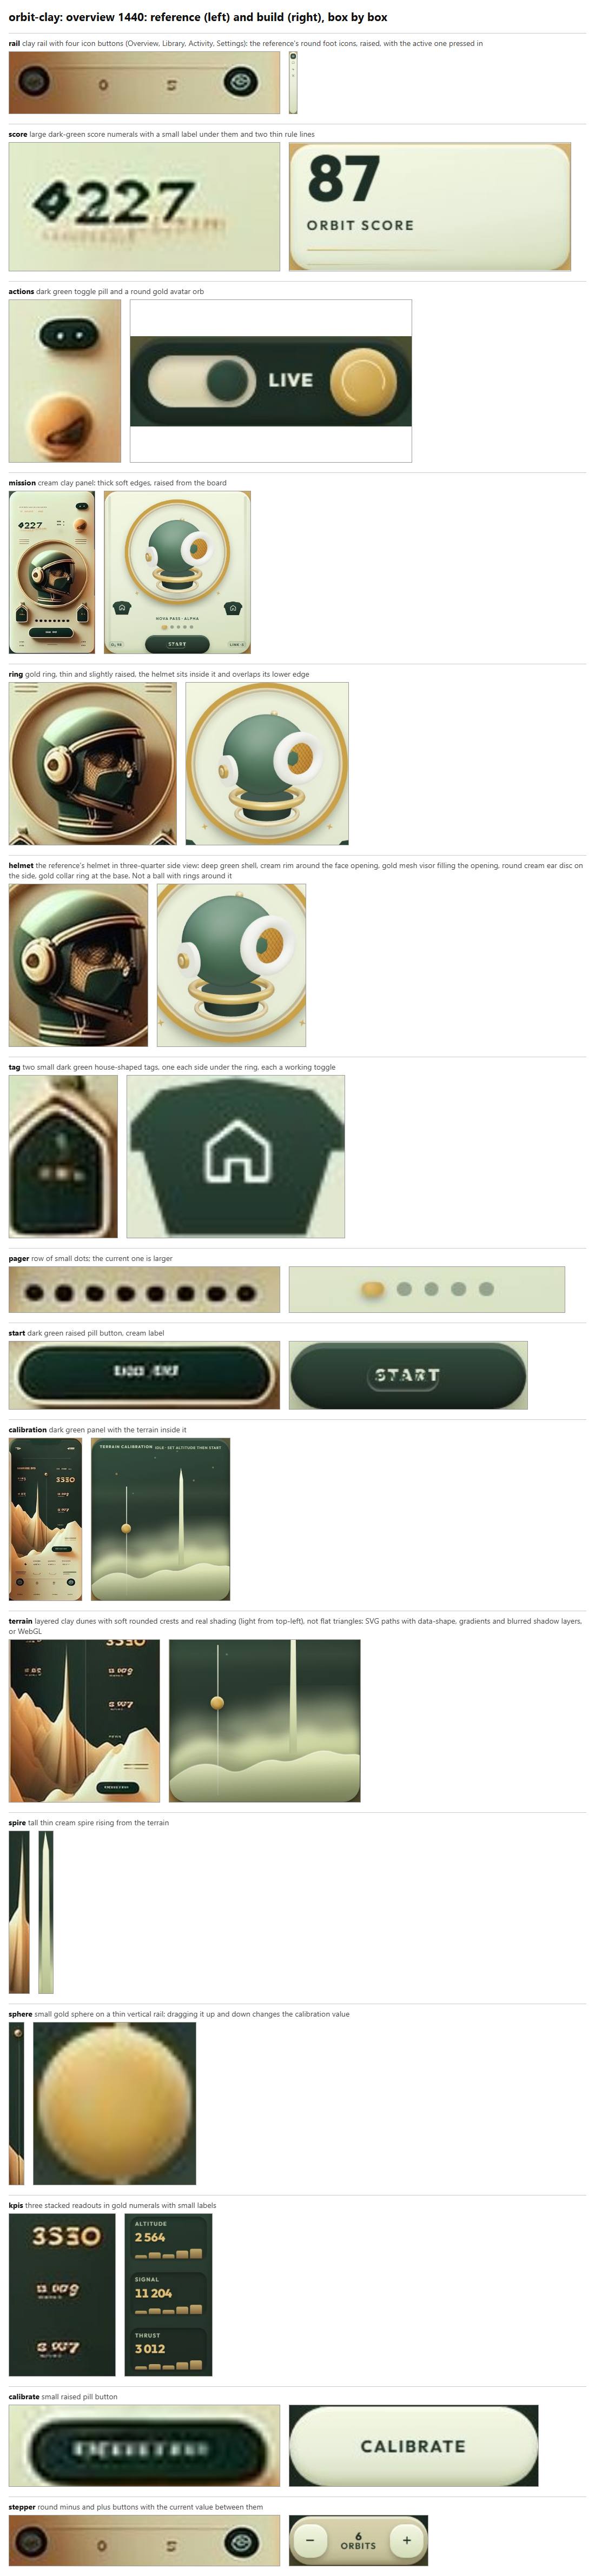 orbit-clay: overview 1440: reference (left) and build (right), box by box
rail clay rail with four icon buttons (Overview, Library, Activity, Settings): the reference's round foot icons, raised, with the active one pressed in
score large dark-green score numerals with a small label under them and two thin rule lines
227
87
ORBIT SCORE
actions dark green toggle pill and a round gold avatar orb
LIVE
mission cream clay panel: thick soft edges, raised from the board
227
NOVA PASS · ALPHA
START
ring gold ring, thin and slightly raised, the helmet sits inside it and overlaps its lower edge
helmet the reference's helmet in three-quarter side view: deep green shell, cream rim around the face opening, gold mesh visor filling the opening, round cream ear disc on
the side, gold collar ring at the base. Not a ball with rings around it
tag two small dark green house-shaped tags, one each side under the ring, each a working toggle
pager row of small dots; the current one is larger
start dark green raised pill button, cream label
START
calibration dark green panel with the terrain inside it
3550
TERRAIN CALIBRATION
IDLE · SET ALTITUDE THEN START
terrain layered clay dunes with soft rounded crests and real shading (light from top-left), not flat triangles: SVG paths with data-shape, gradients and blurred shadow layers,
or WebGL
spire tall thin cream spire rising from the terrain
sphere small gold sphere on a thin vertical rail: dragging it up and down changes the calibration value
kpis three stacked readouts in gold numerals with small labels
ALTITUDE
2 564
SIGNAL
11 204
THRUST
3 012
calibrate small raised pill button
CALIBRATE
stepper round minus and plus buttons with the current value between them
−
6
ORBITS
+